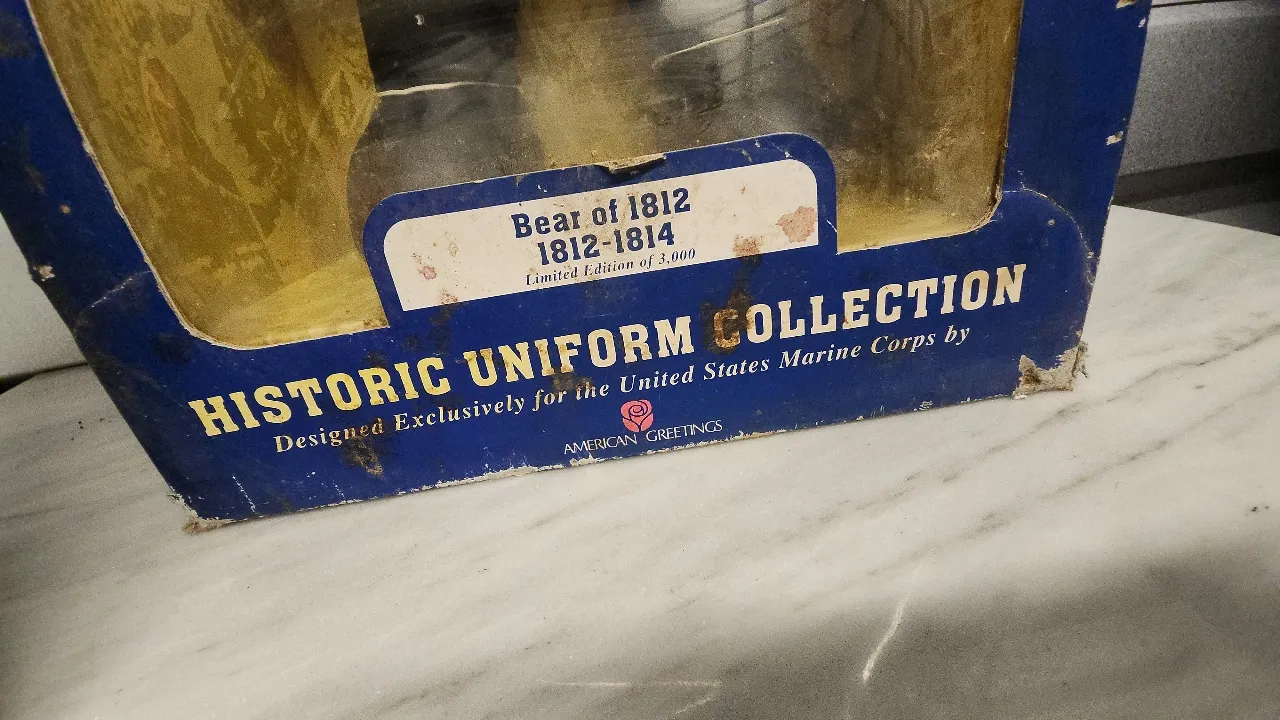 Bear of 1812
1812-1814
Limited Edition of 3,000
HISTORIC UNIFORM COLLECTION
Designed Exclusively for the United States Marine Corps by
AMERICAN GREETINGS